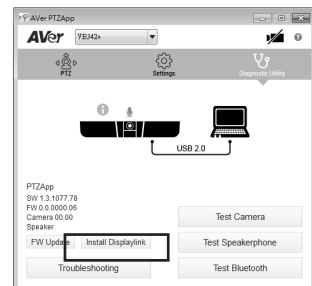 AVer PTZApp
AVer VB342+
PTZ Settings Diagnostic Utility
USB 2.0
PTZApp
SW 1.3.1077.78
FW 0.0.0000.06
Camera 00.00
Speaker
FW Update Install Displaylink
Troubleshooting
Test Camera
Test Speakerphone
Test Bluetooth